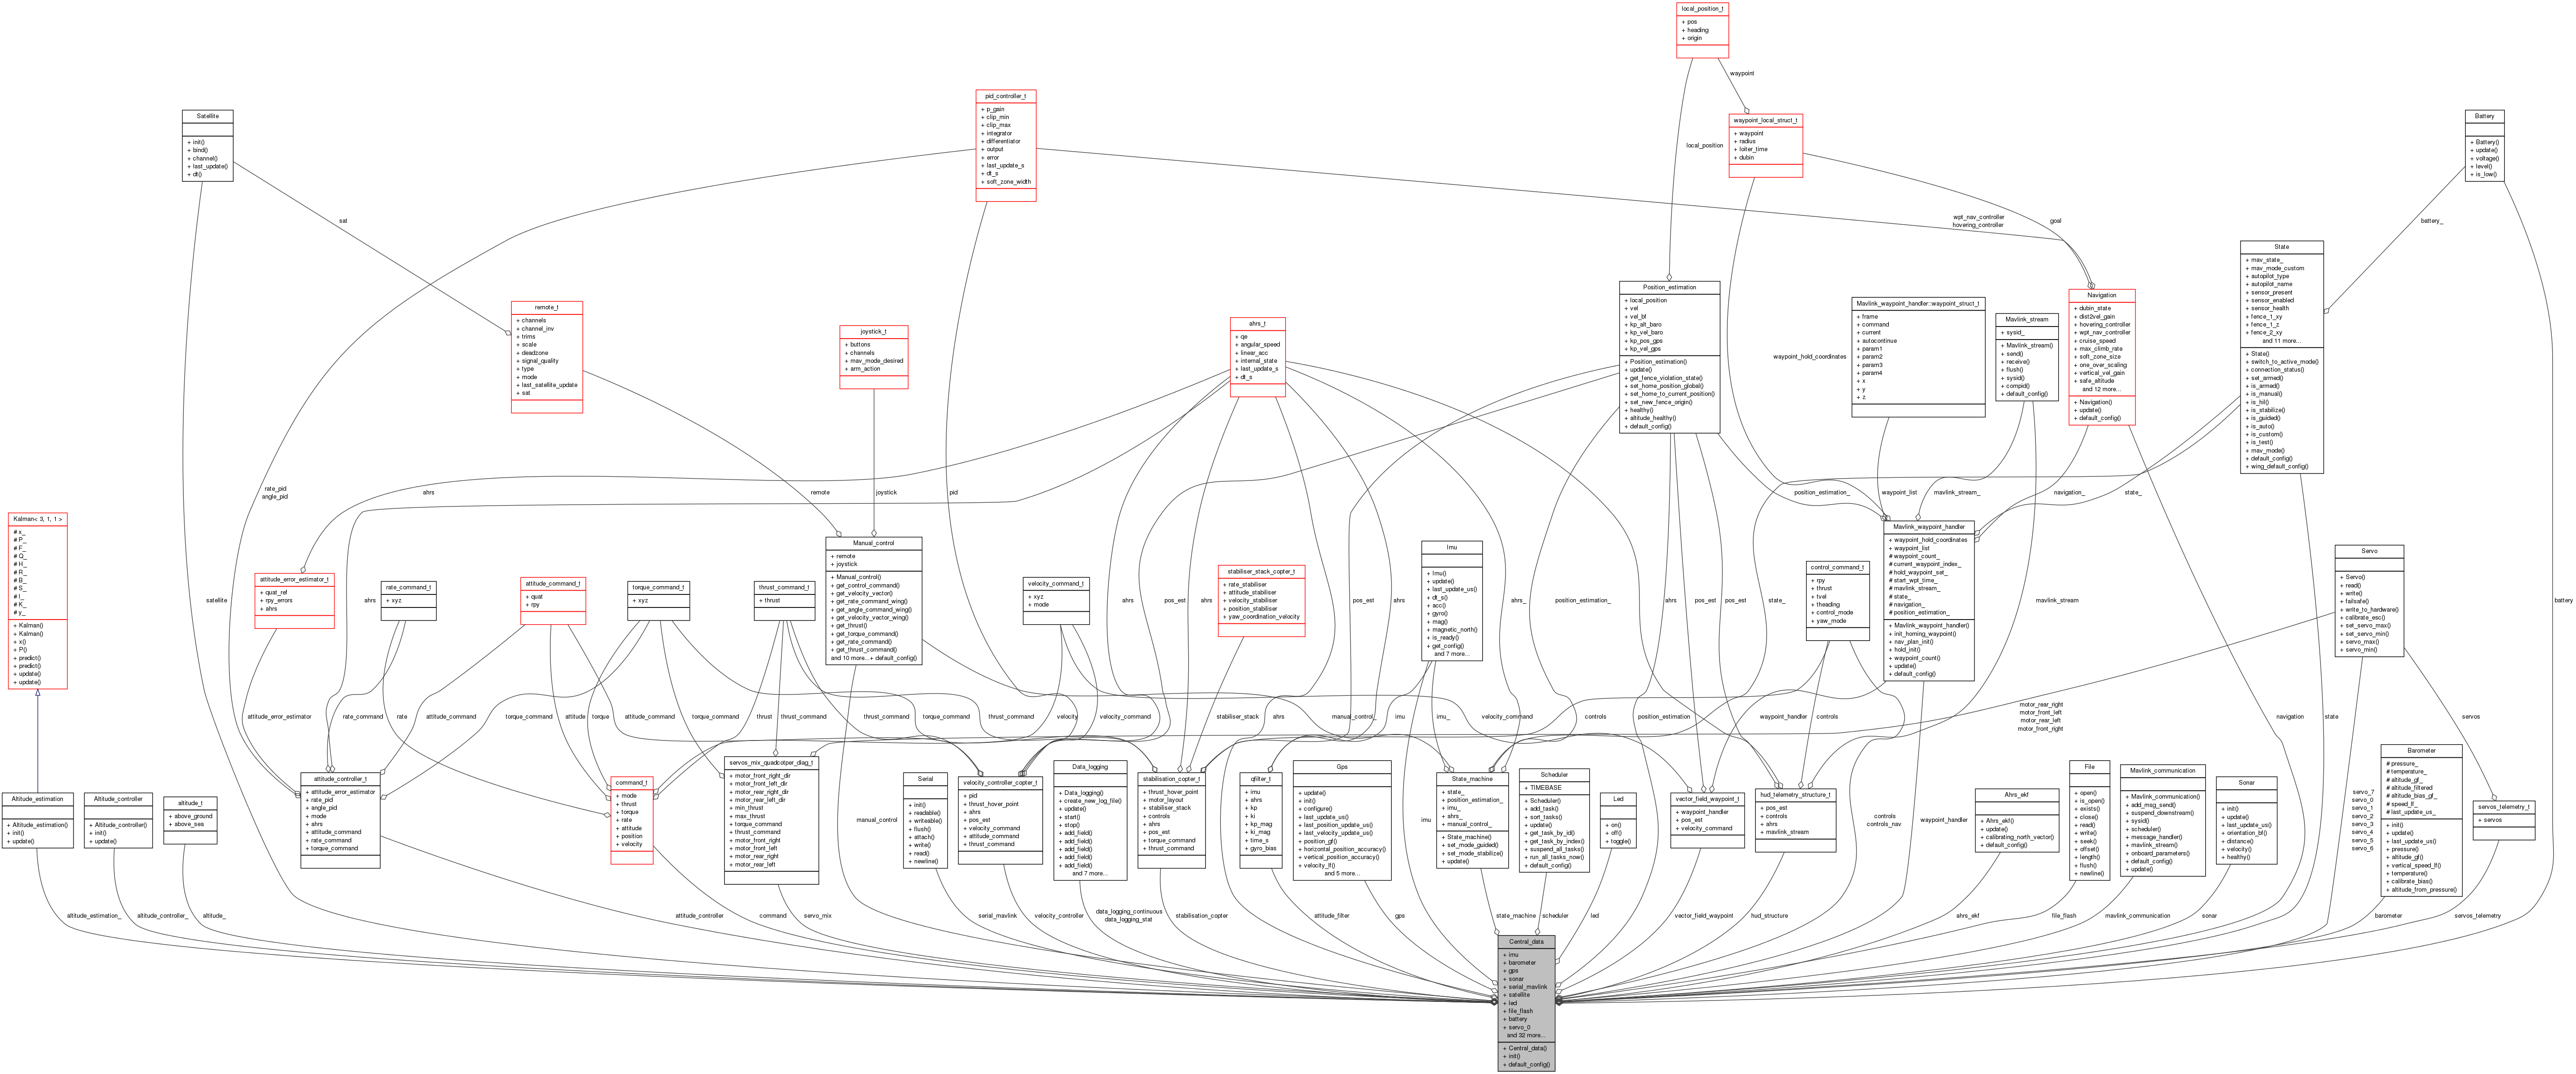 local_position_t
+ pos
+ heading
+ origin
waypoint
pid_controller_t
+ p_gain
+ clip_min
+ clip_max
+ integrator
+ differentiator
+ output
+ error
+ last_update_s
+ dt_s
+ soft_zone_width
Satellite
+ init()
+ bind()
+ channel()
+ last_update()
+ dt()
waypoint_local_struct_t
+ waypoint
+ radius
+ loiter_time
+ dubin
Battery
+ Battery()
+ update()
+ voltage()
+ level()
+ is_low()
local_position
sat
wpt_nav_controller
hovering_controller
goal
battery_
State
+ mav_state_
+ mav_mode_custom
+ autopilot_type
+ autopilot_name
+ sensor_present
+ sensor_enabled
+ sensor_health
+ fence_1_xy
+ fence_1_z
+ fence_2_xy
and 11 more...
+ State()
+ switch_to_active_mode()
+ connection_status()
+ set_armed()
+ is_armed()
+ is_manual()
+ is_hil()
+ is_stabilize()
+ is_guided()
+ is_auto()
+ is_custom()
+ is_test()
+ mav_mode()
+ default_config()
+ wing_default_config()
Position_estimation
+ local_position
+ vel
+ vel_bf
+ kp_alt_baro
+ kp_vel_baro
+ kp_pos_gps
+ kp_vel_gps
+ Position_estimation()
+ update()
+ get_fence_violation_state()
+ set_home_position_global()
+ set_home_to_current_position()
+ set_new_fence_origin()
+ healthy()
+ altitude_healthy()
+ default_config()
Mavlink_waypoint_handler::waypoint_struct_t
+ frame
+ command
+ current
+ autocontinue
+ param1
+ param2
+ param3
+ param4
+ x
+ y
+ z
Mavlink_stream
+ sysid_
+ Mavlink_stream()
+ send()
+ receive()
+ flush()
+ sysid()
+ compid()
+ default_config()
Navigation
+ dubin_state
+ dist2vel_gain
+ hovering_controller
+ wpt_nav_controller
+ cruise_speed
+ max_climb_rate
+ soft_zone_size
+ one_over_scaling
+ vertical_vel_gain
+ safe_altitude
and 12 more...
+ Navigation()
+ update()
+ default_config()
remote_t
+ channels
+ channel_inv
+ trims
+ scale
+ deadzone
+ signal_quality
+ type
+ mode
+ last_satellite_update
+ sat
joystick_t
+ buttons
+ channels
+ mav_mode_desired
+ arm_action
ahrs_t
+ qe
+ angular_speed
+ linear_acc
+ internal_state
+ last_update_s
+ dt_s
waypoint_hold_coordinates
rate_pid
angle_pid
ahrs
remote
joystick
pid
position_estimation_
waypoint_list
mavlink_stream_
navigation_
state_
Kalman< 3, 1, 1 >
# x_
# P_
# F_
# Q_
# H_
# R_
# B_
# S_
# I_
# K_
# y_
+ Kalman()
+ Kalman()
+ x()
+ P()
+ predict()
+ predict()
+ update()
+ update()
Manual_control
+ remote
+ joystick
+ Manual_control()
+ get_control_command()
+ get_velocity_vector()
+ get_rate_command_wing()
+ get_angle_command_wing()
+ get_velocity_vector_wing()
+ get_thrust()
+ get_torque_command()
+ get_rate_command()
+ get_thrust_command()
and 10 more...+ default_config()
Mavlink_waypoint_handler
+ waypoint_hold_coordinates
+ waypoint_list
# waypoint_count_
# current_waypoint_index_
# hold_waypoint_set_
# start_wpt_time_
# mavlink_stream_
# state_
# navigation_
# position_estimation_
+ Mavlink_waypoint_handler()
+ init_homing_waypoint()
+ nav_plan_init()
+ hold_init()
+ waypoint_count()
+ update()
+ default_config()
Imu
+ Imu()
+ update()
+ last_update_us()
+ dt_s()
+ acc()
+ gyro()
+ mag()
+ magnetic_north()
+ is_ready()
+ get_config()
and 7 more...
Servo
+ Servo()
+ read()
+ write()
+ failsafe()
+ write_to_hardware()
+ calibrate_esc()
+ set_servo_max()
+ set_servo_min()
+ servo_max()
+ servo_min()
attitude_error_estimator_t
+ quat_ref
+ rpy_errors
+ ahrs
rate_command_t
+ xyz
attitude_command_t
+ quat
+ rpy
torque_command_t
+ xyz
thrust_command_t
+ thrust
velocity_command_t
+ xyz
+ mode
stabiliser_stack_copter_t
+ rate_stabiliser
+ attitude_stabiliser
+ velocity_stabiliser
+ position_stabiliser
+ yaw_coordination_velocity
control_command_t
+ rpy
+ thrust
+ tvel
+ theading
+ control_mode
+ yaw_mode
satellite
ahrs
ahrs
ahrs
pos_est
ahrs
ahrs_
position_estimation_
ahrs
pos_est
pos_est
state_
mavlink_stream
battery
attitude_error_estimator
rate_command
rate
attitude_command
torque_command
attitude
torque
attitude_command
torque_command
thrust
thrust_command
thrust_command
torque_command
thrust_command
velocity
velocity_command
stabiliser_stack
ahrs
manual_control_
imu
imu_
velocity_command
controls
position_estimation
waypoint_handler
controls
motor_rear_right
motor_front_left
motor_rear_left
motor_front_right
navigation
state
servos
Altitude_estimation
+ Altitude_estimation()
+ init()
+ update()
Altitude_controller
+ Altitude_controller()
+ init()
+ update()
altitude_t
+ above_ground
+ above_sea
attitude_controller_t
+ attitude_error_estimator
+ rate_pid
+ angle_pid
+ mode
+ ahrs
+ attitude_command
+ rate_command
+ torque_command
command_t
+ mode
+ thrust
+ torque
+ rate
+ attitude
+ position
+ velocity
servos_mix_quadcotper_diag_t
+ motor_front_right_dir
+ motor_front_left_dir
+ motor_rear_right_dir
+ motor_rear_left_dir
+ min_thrust
+ max_thrust
+ torque_command
+ thrust_command
+ motor_front_right
+ motor_front_left
+ motor_rear_right
+ motor_rear_left
Serial
+ init()
+ readable()
+ writeable()
+ flush()
+ attach()
+ write()
+ read()
+ newline()
velocity_controller_copter_t
+ pid
+ thrust_hover_point
+ ahrs
+ pos_est
+ velocity_command
+ attitude_command
+ thrust_command
Data_logging
+ Data_logging()
+ create_new_log_file()
+ update()
+ start()
+ stop()
+ add_field()
+ add_field()
+ add_field()
+ add_field()
+ add_field()
and 7 more...
stabilisation_copter_t
+ thrust_hover_point
+ motor_layout
+ stabiliser_stack
+ controls
+ ahrs
+ pos_est
+ torque_command
+ thrust_command
qfilter_t
+ imu
+ ahrs
+ kp
+ ki
+ kp_mag
+ ki_mag
+ time_s
+ gyro_bias
Gps
+ update()
+ init()
+ configure()
+ last_update_us()
+ last_position_update_us()
+ last_velocity_update_us()
+ position_gf()
+ horizontal_position_accuracy()
+ vertical_position_accuracy()
+ velocity_lf()
and 5 more...
State_machine
+ state_
+ position_estimation_
+ imu_
+ ahrs_
+ manual_control_
+ State_machine()
+ set_mode_guided()
+ set_mode_stabilize()
+ update()
Scheduler
+ TIMEBASE
+ Scheduler()
+ add_task()
+ sort_tasks()
+ update()
+ get_task_by_id()
+ get_task_by_index()
+ suspend_all_tasks()
+ run_all_tasks_now()
+ default_config()
Led
+ on()
+ off()
+ toggle()
vector_field_waypoint_t
+ waypoint_handler
+ pos_est
+ velocity_command
hud_telemetry_structure_t
+ pos_est
+ controls
+ ahrs
+ mavlink_stream
Ahrs_ekf
+ Ahrs_ekf()
+ update()
+ calibrating_north_vector()
+ default_config()
File
+ open()
+ is_open()
+ exists()
+ close()
+ read()
+ write()
+ seek()
+ offset()
+ length()
+ flush()
+ newline()
Mavlink_communication
+ Mavlink_communication()
+ add_msg_send()
+ suspend_downstream()
+ sysid()
+ scheduler()
+ message_handler()
+ mavlink_stream()
+ onboard_parameters()
+ default_config()
+ update()
Sonar
+ init()
+ update()
+ last_update_us()
+ orientation_bf()
+ distance()
+ velocity()
+ healthy()
servo_7
servo_0
servo_1
servo_2
servo_3
servo_4
servo_5
servo_6
Barometer
# pressure_
# temperature_
# altitude_gf_
# altitude_filtered
# altitude_bias_gf_
# speed_lf_
# last_update_us_
+ init()
+ update()
+ last_update_us()
+ pressure()
+ altitude_gf()
+ vertical_speed_lf()
+ temperature()
+ calibrate_bias()
+ altitude_from_pressure()
servos_telemetry_t
+ servos
manual_control
imu
controls
controls_nav
waypoint_handler
altitude_estimation_
altitude_controller_
altitude_
attitude_controller
command
servo_mix
serial_mavlink
velocity_controller
data_logging_continuous
data_logging_stat
stabilisation_copter
attitude_filter
gps
state_machine
scheduler
led
vector_field_waypoint
hud_structure
ahrs_ekf
file_flash
mavlink_communication
sonar
barometer
servos_telemetry
Central_data
+ imu
+ barometer
+ gps
+ sonar
+ serial_mavlink
+ satellite
+ led
+ file_flash
+ battery
+ servo_0
and 32 more...
+ Central_data()
+ init()
+ default_config()